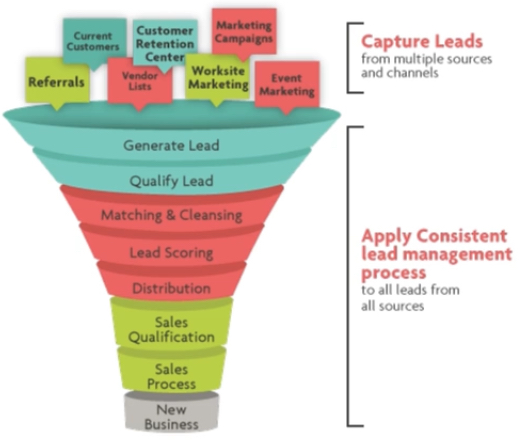 Current
Customers
Customer
Retention
Center
Marketing
Campaigns
Referrals
Vendor
Lists
Worksite
Marketing
Event
Marketing
Capture Leads
from multiple sources
and channels
Generate Lead
Qualify Lead
Matching & Cleansing
Lead Scoring
Distribution
Sales
Qualification
Sales
Process
New
Business
Apply Consistent
lead management
process
to all leads from
all sources